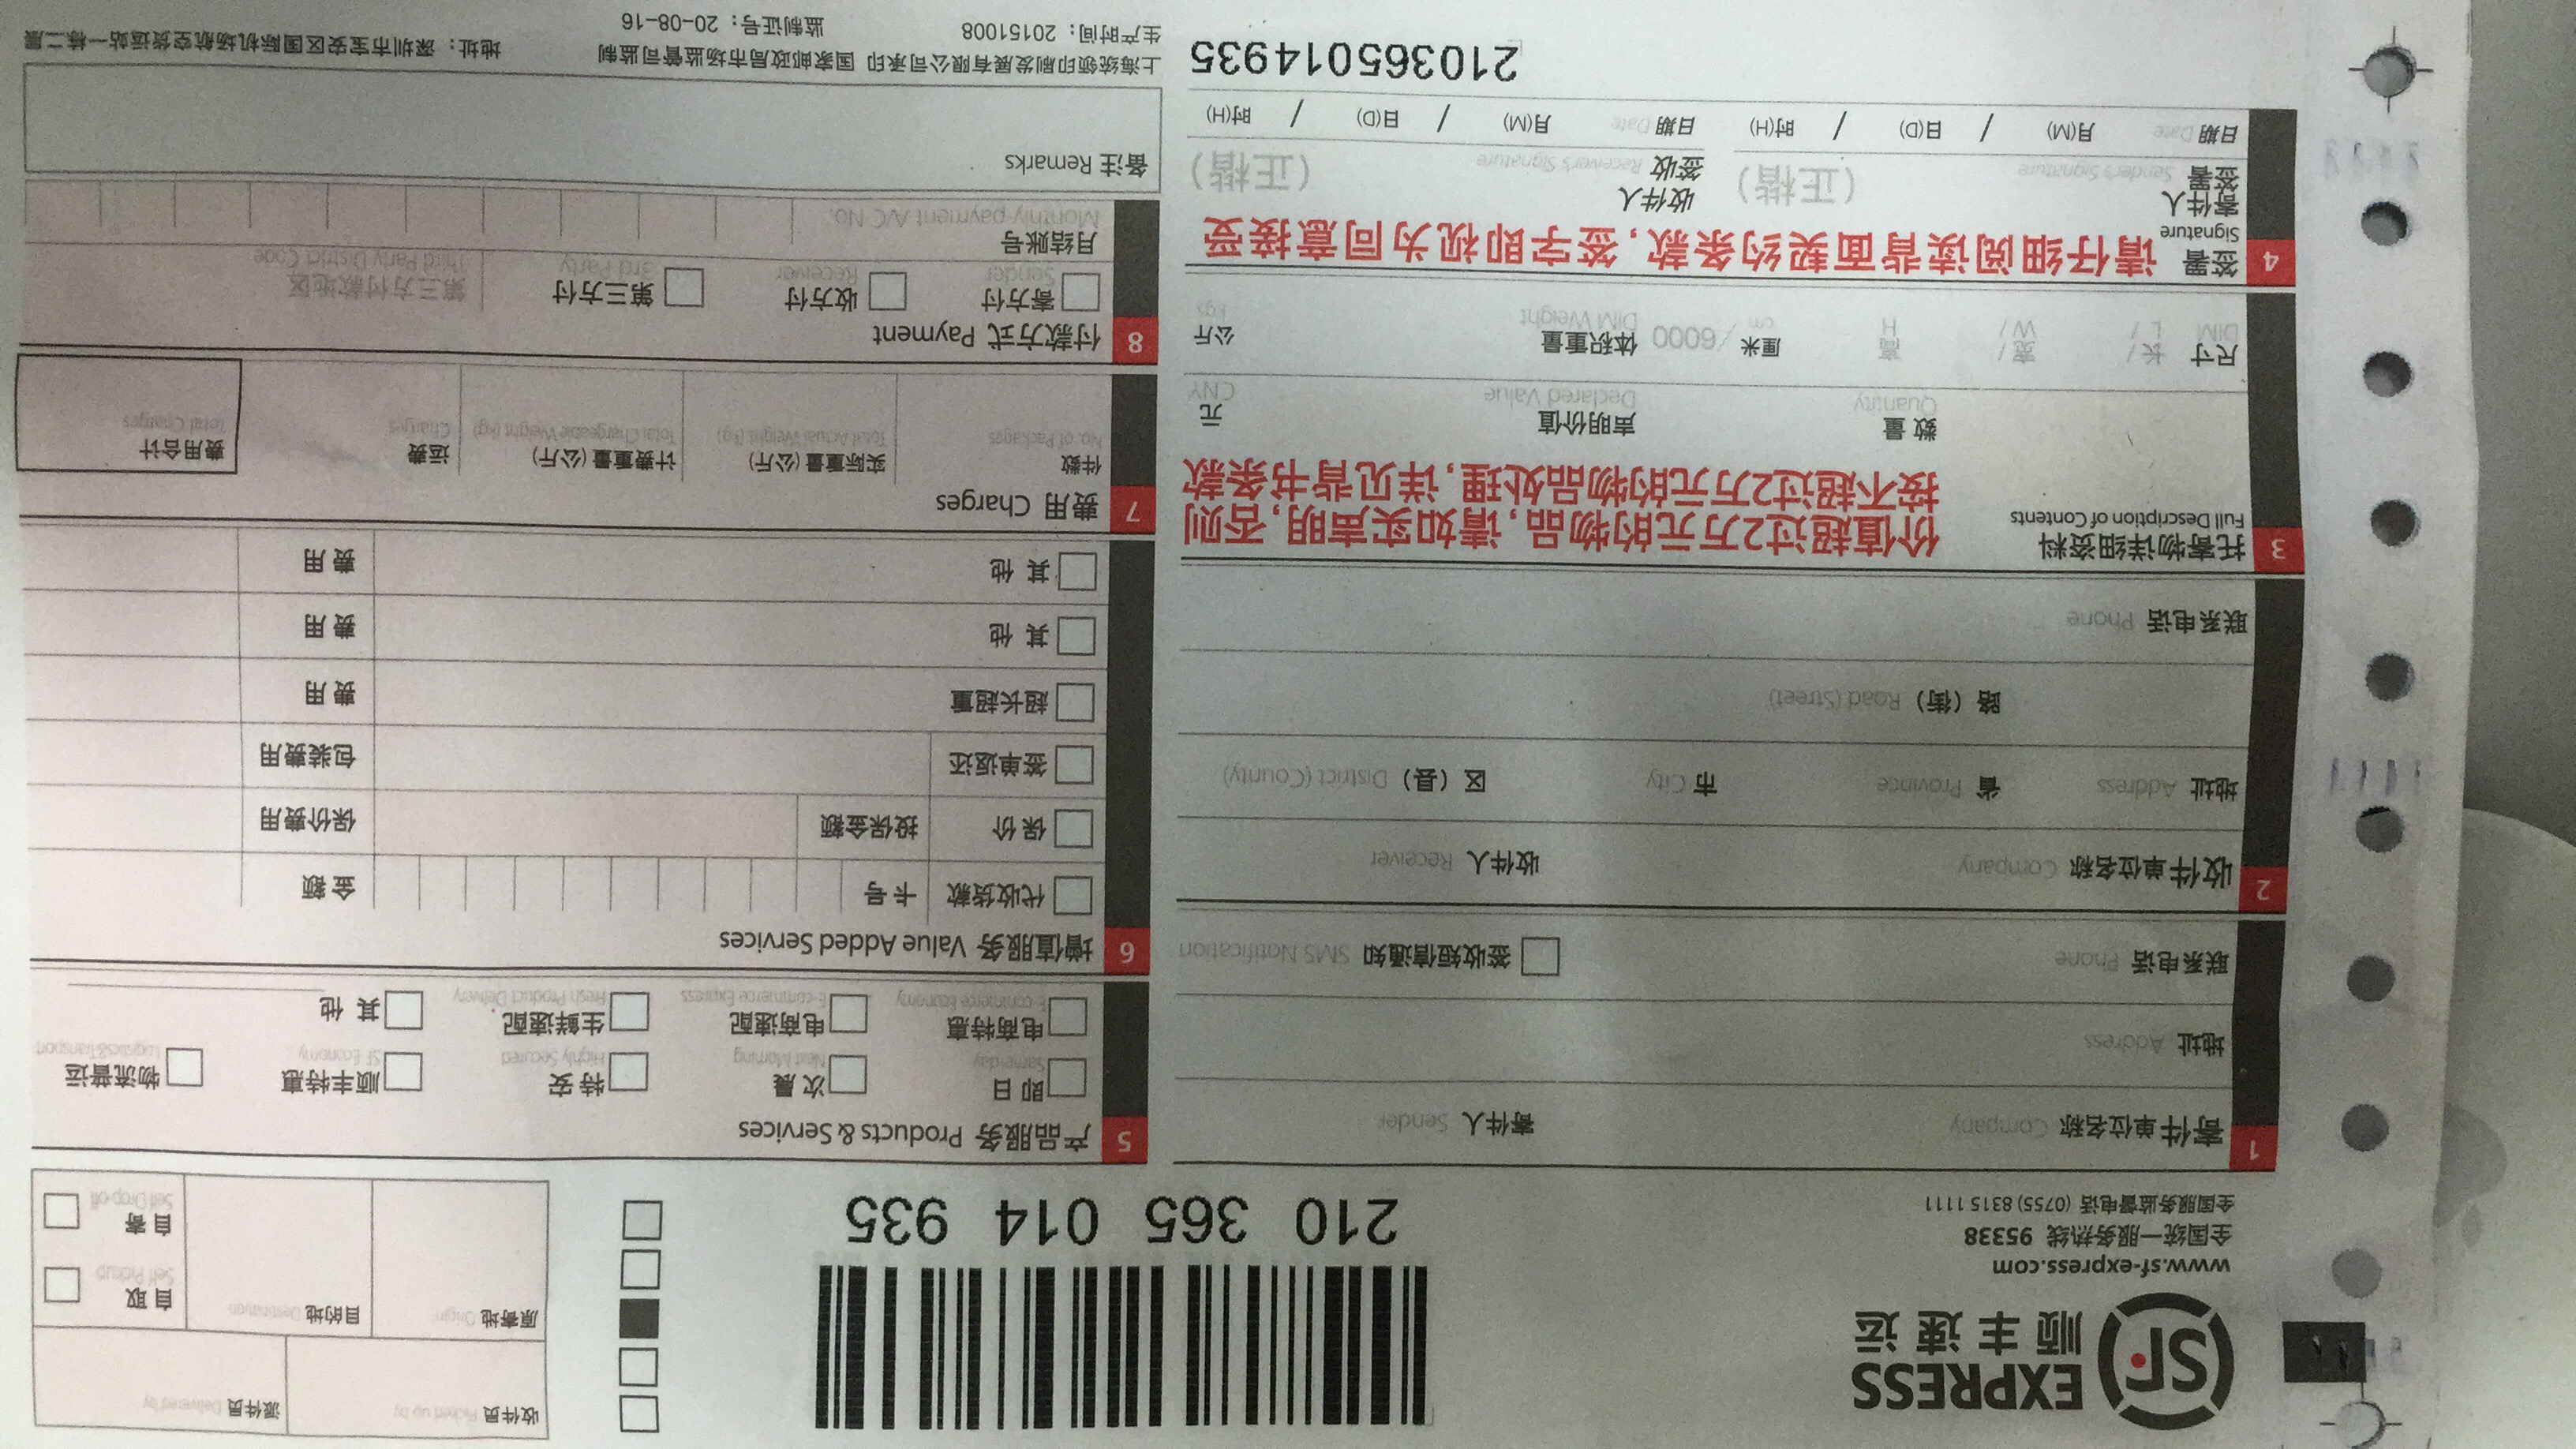 SF EXPRESS
顺丰速运
www.sf-express.com
全国统一服务热线 95338
全国服务监督电话 (0755) 8315 1111
210 365 014 935
收件员 Picked up by 派件员 Delivered by
原寄地 Origin 目的地 Destination 自取 Self Pickup
自寄 Self Drop-off
1 寄件单位名称 Company 寄件人 Sender
地址 Address
联系电话 Phone 签收短信通知 SMS Notification
2 收件单位名称 Company 收件人 Receiver
地址 Address 省 Province 市 City 区（县）District (County)
路（街）Road (Street)
联系电话 Phone
3 托寄物详细资料
Full Description of Contents
价值超过2万元的物品,请如实声明,否则
按不超过2万元的物品处理,详见背书条款
数量 声明价值 元
Quantity Declared Value CNY
尺寸 长/ 宽/ 高 厘米 /6000 体积重量 公斤
DIM L/ W/ H cm DIM Weight kgs
4 签署 请仔细阅读背面契约条款,签字即视为同意接受
Signature
寄件人 (正楷) 收件人 (正楷)
签署 Sender's Signature 签收 Receiver's Signature
日期 Date 月(M) / 日(D) / 时(H) 日期 Date 月(M) / 日(D) / 时(H)
210365014935
5 产品服务 Products & Services
即日 次晨 特安 顺丰特惠 物流普运
Sameday Next Morning Highly Secured SF Economy Logistics&Transport
电商特惠 电商速配 生鲜速配 其他
E-commerce Economy E-commerce Express Fresh Product Delivery
6 增值服务 Value Added Services
代收货款 卡号 金额
保价 投保金额 保价费用
签单返还 包装费用
超长超重 费用
其他 费用
其他 费用
7 费用 Charges
件数 实际重量 (公斤) 计费重量 (公斤) 运费 费用合计
No. of Packages Total Actual Weight (kg) Total Chargeable Weight (kg) Charges Total Charges
8 付款方式 Payment
寄方付 收方付 第三方付 第三方付款地区
Sender Receiver 3rd Party Third Party District Code
月结账号
Monthly payment A/C No.
备注 Remarks
上海统领印刷发展有限公司承印 国家邮政局市场监管司监制 地址：深圳市宝安区国际机场航空货运站一栋二层
生产时间：20151008 监制证号：20-08-16